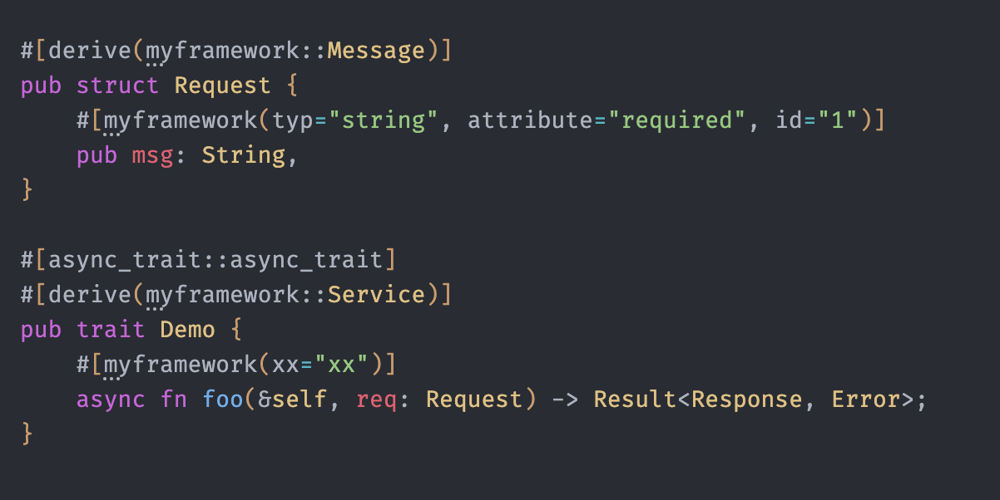 #[derive(myframework::Message)]
pub struct Request {
    #[myframework(typ="string", attribute="required", id="1")]
    pub msg: String,
}

#[async_trait::async_trait]
#[derive(myframework::Service)]
pub trait Demo {
    #[myframework(xx="xx")]
    async fn foo(&self, req: Request) -> Result<Response, Error>;
}